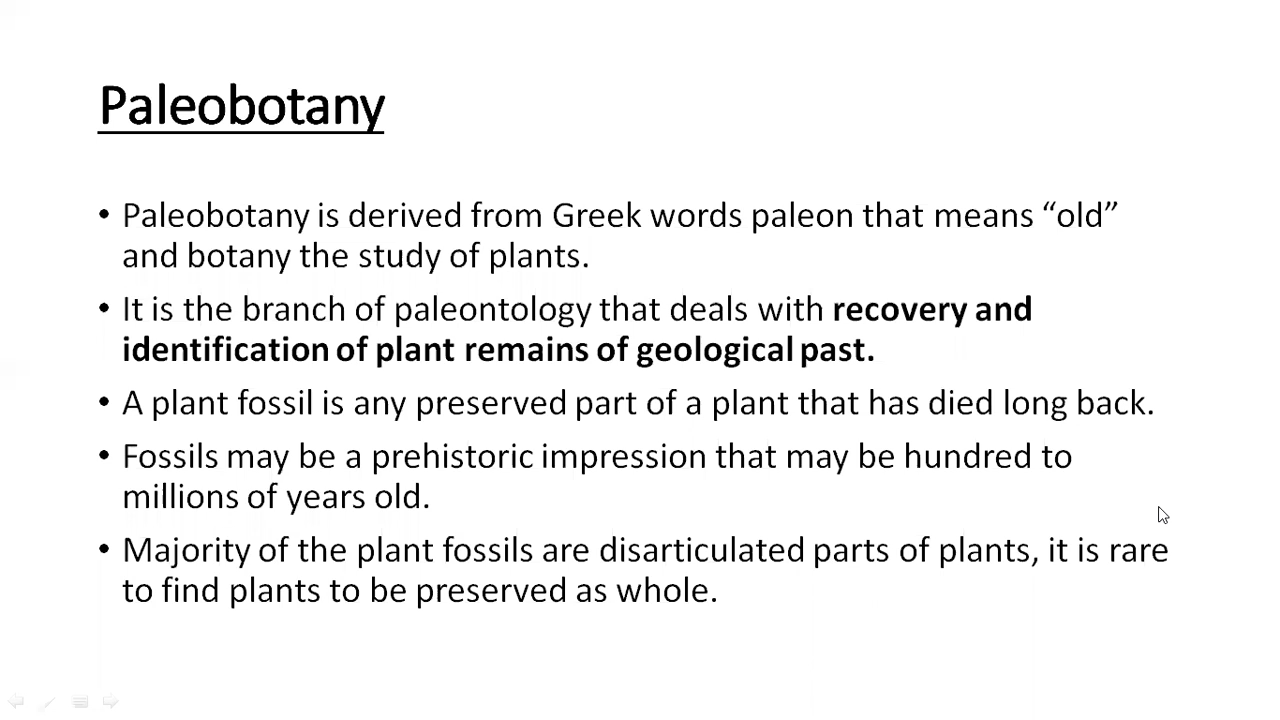 Paleobotany
• Paleobotany is derived from Greek words paleon that means “old”
and botany the study of plants.
• It is the branch of paleontology that deals with recovery and
identification of plant remains of geological past.
• A plant fossil is any preserved part of a plant that has died long back.
• Fossils may be a prehistoric impression that may be hundred to
millions of years old.
• Majority of the plant fossils are disarticulated parts of plants, it is rare
to find plants to be preserved as whole.